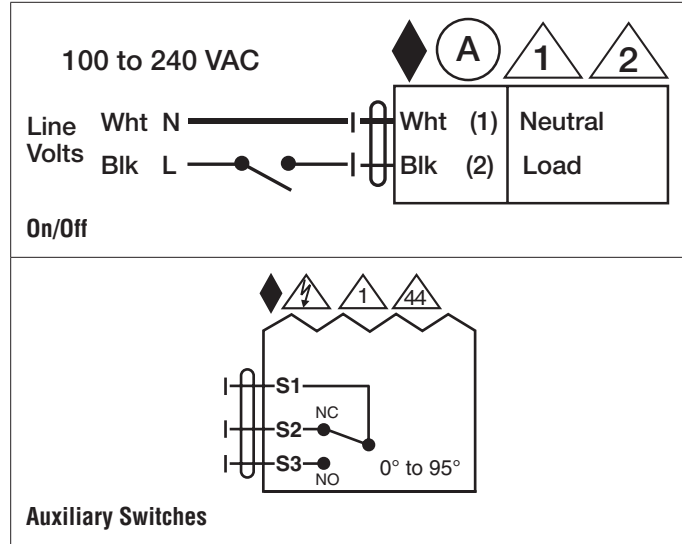 100 to 240 VAC
A 1 2
Line Volts
Wht N Wht (1) Neutral
Blk L Blk (2) Load
On/Off
1 44
S1
S2 NC
S3 NO 0° to 95°
Auxiliary Switches